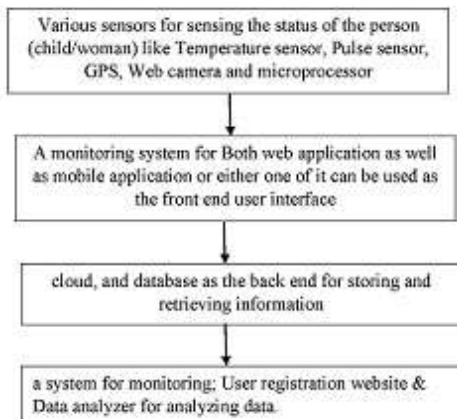 Various sensors for sensing the status of the person
(child/woman) like Temperature sensor, Pulse sensor,
GPS, Web camera and microprocessor
A monitoring system for Both web application as well
as mobile application or either one of it can be used as
the front end user interface
cloud, and database as the back end for storing and
retrieving information
a system for monitoring; User registration website &
Data analyzer for analyzing data.